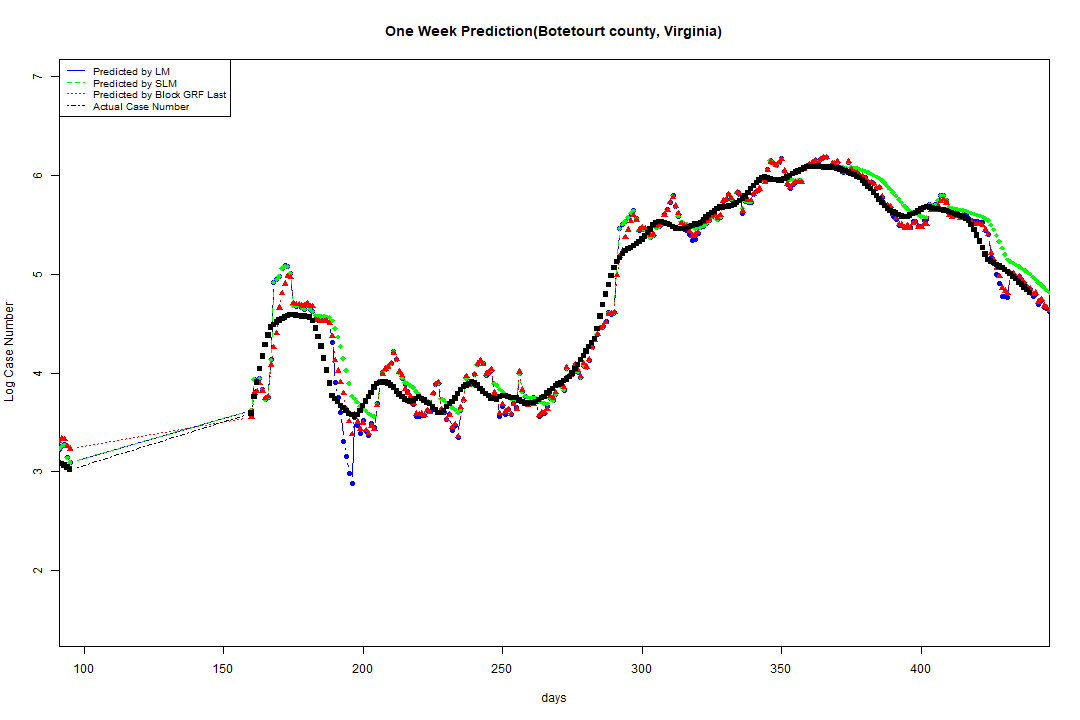 One Week Prediction(Botetourt county, Virginia)
Predicted by LM
Predicted by SLM
Predicted by Block GRF Last
Actual Case Number
7
6
5
4
3
2
Log Case Number
100 150 200 250 300 350 400
days